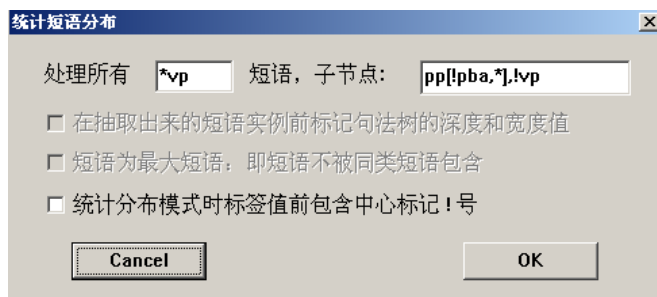 统计短语分布
处理所有 *vp 短语，子节点: pp[!pba,*],!vp
在抽取出来的短语实例前标记句法树的深度和宽度值
短语为最大短语：即短语不被同类短语包含
统计分布模式时标签值前包含中心标记!号
Cancel OK